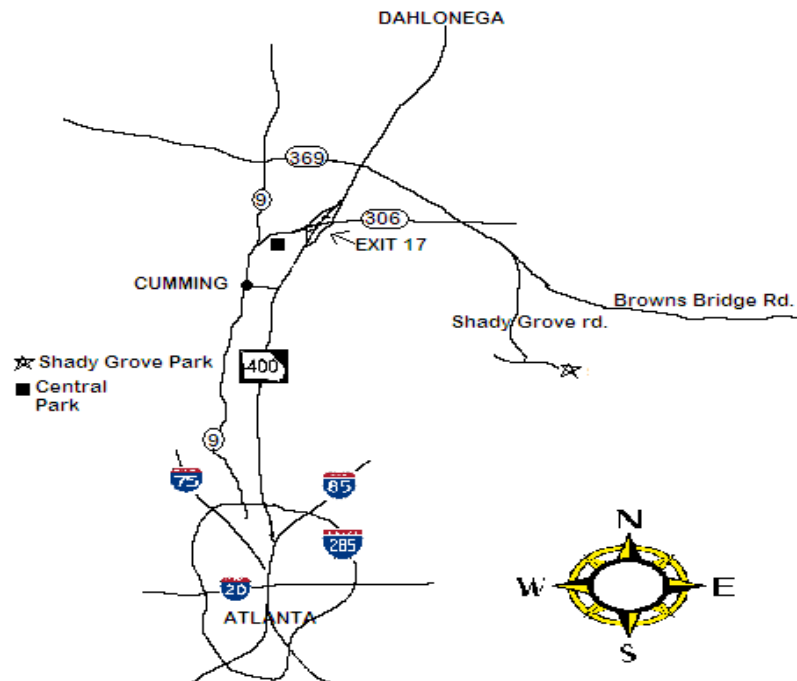 DAHLONEGA
369
9
306
EXIT 17
CUMMING
Browns Bridge Rd.
Shady Grove rd.
Shady Grove Park
400
Central
Park
9
75
85
N
285
W
E
20
ATLANTA
S